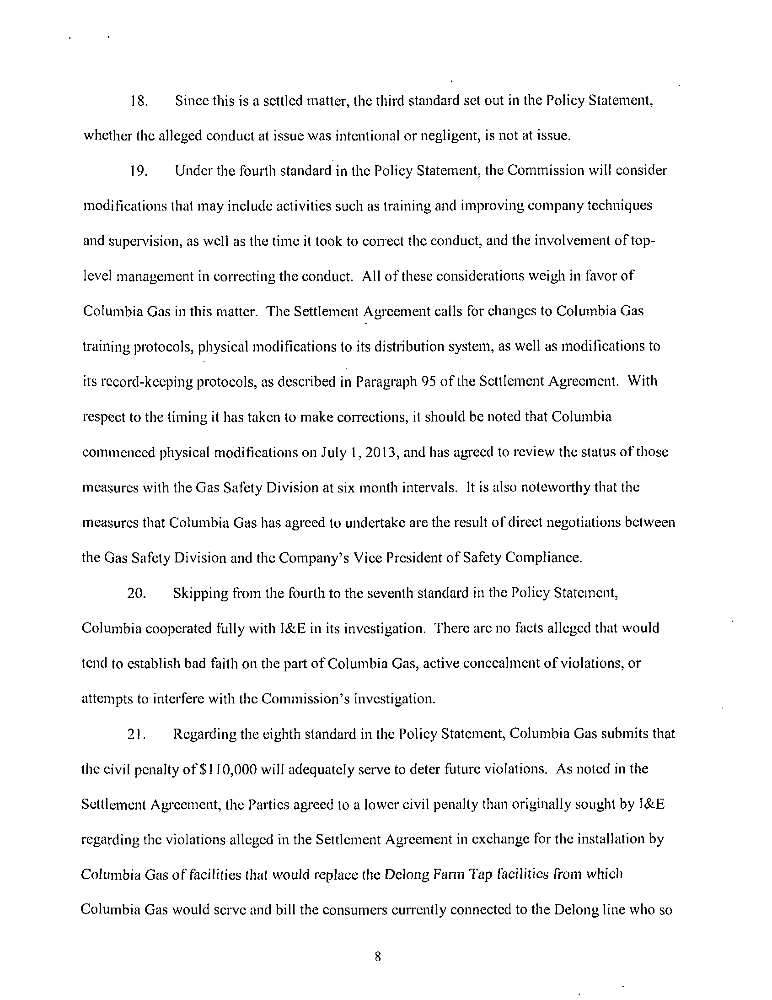 18. Since this is a settled matter, the third standard set out in the Policy Statement,
whether the alleged conduct at issue was intentional or negligent, is not at issue.
19. Under the fourth standard in the Policy Statement, the Commission will consider
modifications that may include activities such as training and improving company techniques
and supervision, as well as the time it took to correct the conduct, and the involvement of top-
level management in correcting the conduct. All of these considerations weigh in favor of
Columbia Gas in this matter. The Settlement Agreement calls for changes to Columbia Gas
training protocols, physical modifications to its distribution system, as well as modifications to
its record-keeping protocols, as described in Paragraph 95 of the Settlement Agreement. With
respect to the timing it has taken to make corrections, it should be noted that Columbia
commenced physical modifications on July 1, 2013, and has agreed to review the status of those
measures with the Gas Safety Division at six month intervals. It is also noteworthy that the
measures that Columbia Gas has agreed to undertake are the result of direct negotiations between
the Gas Safety Division and the Company's Vice President of Safety Compliance.
20. Skipping from the fourth to the seventh standard in the Policy Statement,
Columbia cooperated fully with I&E in its investigation. There are no facts alleged that would
tend to establish bad faith on the part of Columbia Gas, active concealment of violations, or
attempts to interfere with the Commission's investigation.
21. Regarding the eighth standard in the Policy Statement, Columbia Gas submits that
the civil penalty of $110,000 will adequately serve to deter future violations. As noted in the
Settlement Agreement, the Parties agreed to a lower civil penalty than originally sought by I&E
regarding the violations alleged in the Settlement Agreement in exchange for the installation by
Columbia Gas of facilities that would replace the Delong Farm Tap facilities from which
Columbia Gas would serve and bill the consumers currently connected to the Delong line who so
8